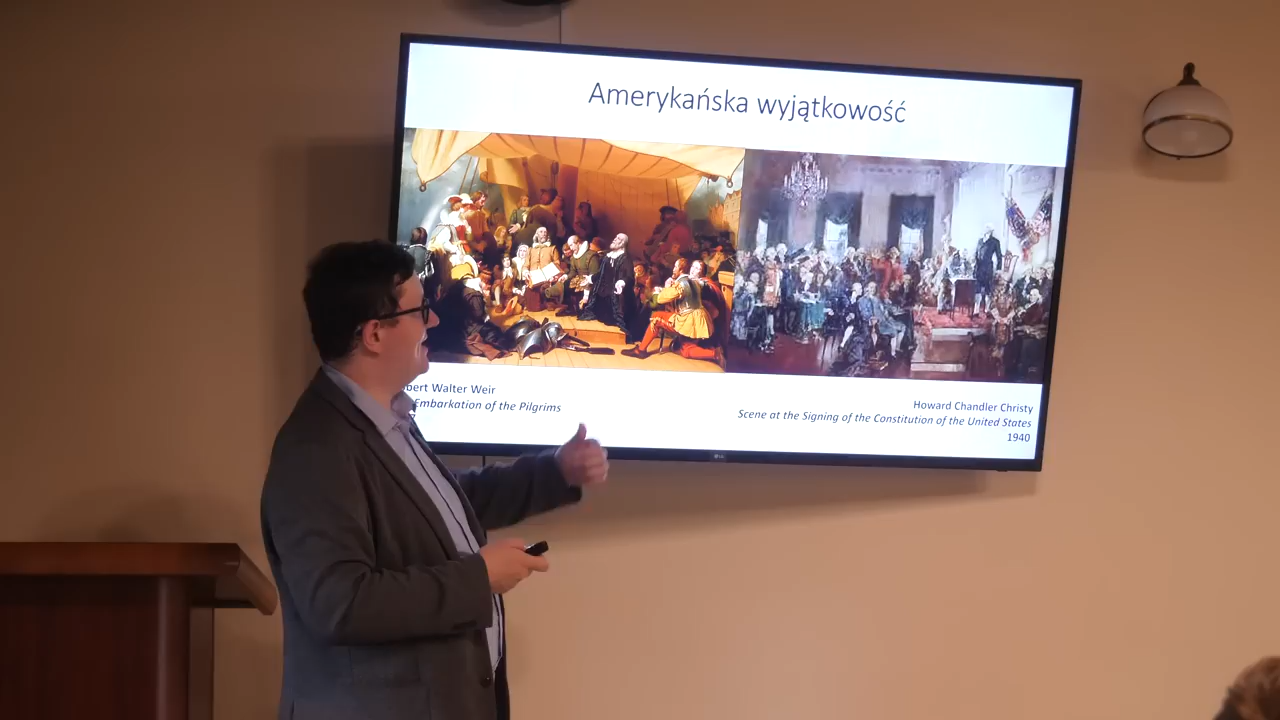 Amerykańska wyjątkowość
Walter Weir
Embarkation of the Pilgrims
Howard Chandler Christy
Scene at the Signing of the Constitution of the United States
1940
LG